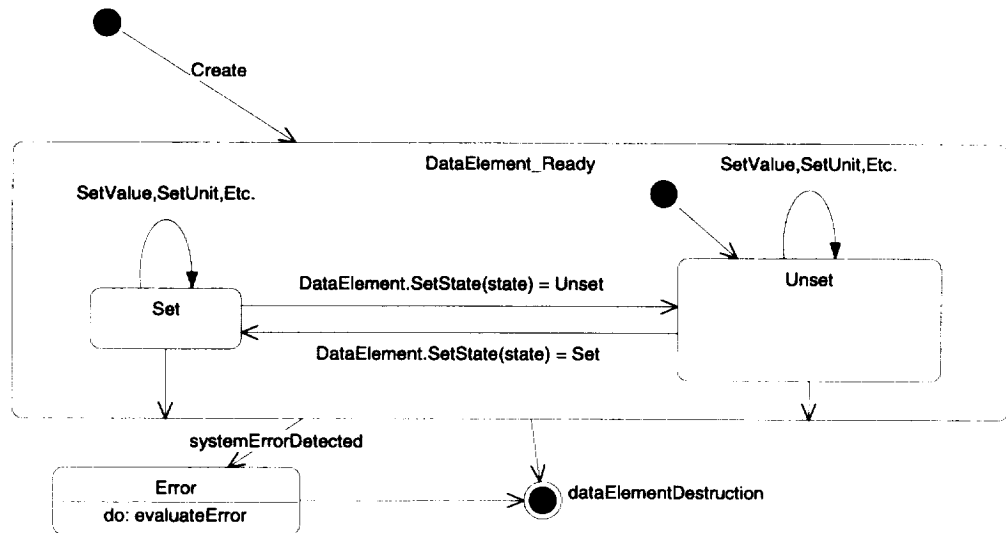 Create
DataElement_Ready
SetValue,SetUnit,Etc.
SetValue,SetUnit,Etc.
Set
DataElement.SetState(state) = Unset
Unset
DataElement.SetState(state) = Set
systemErrorDetected
Error
do: evaluateError
dataElementDestruction